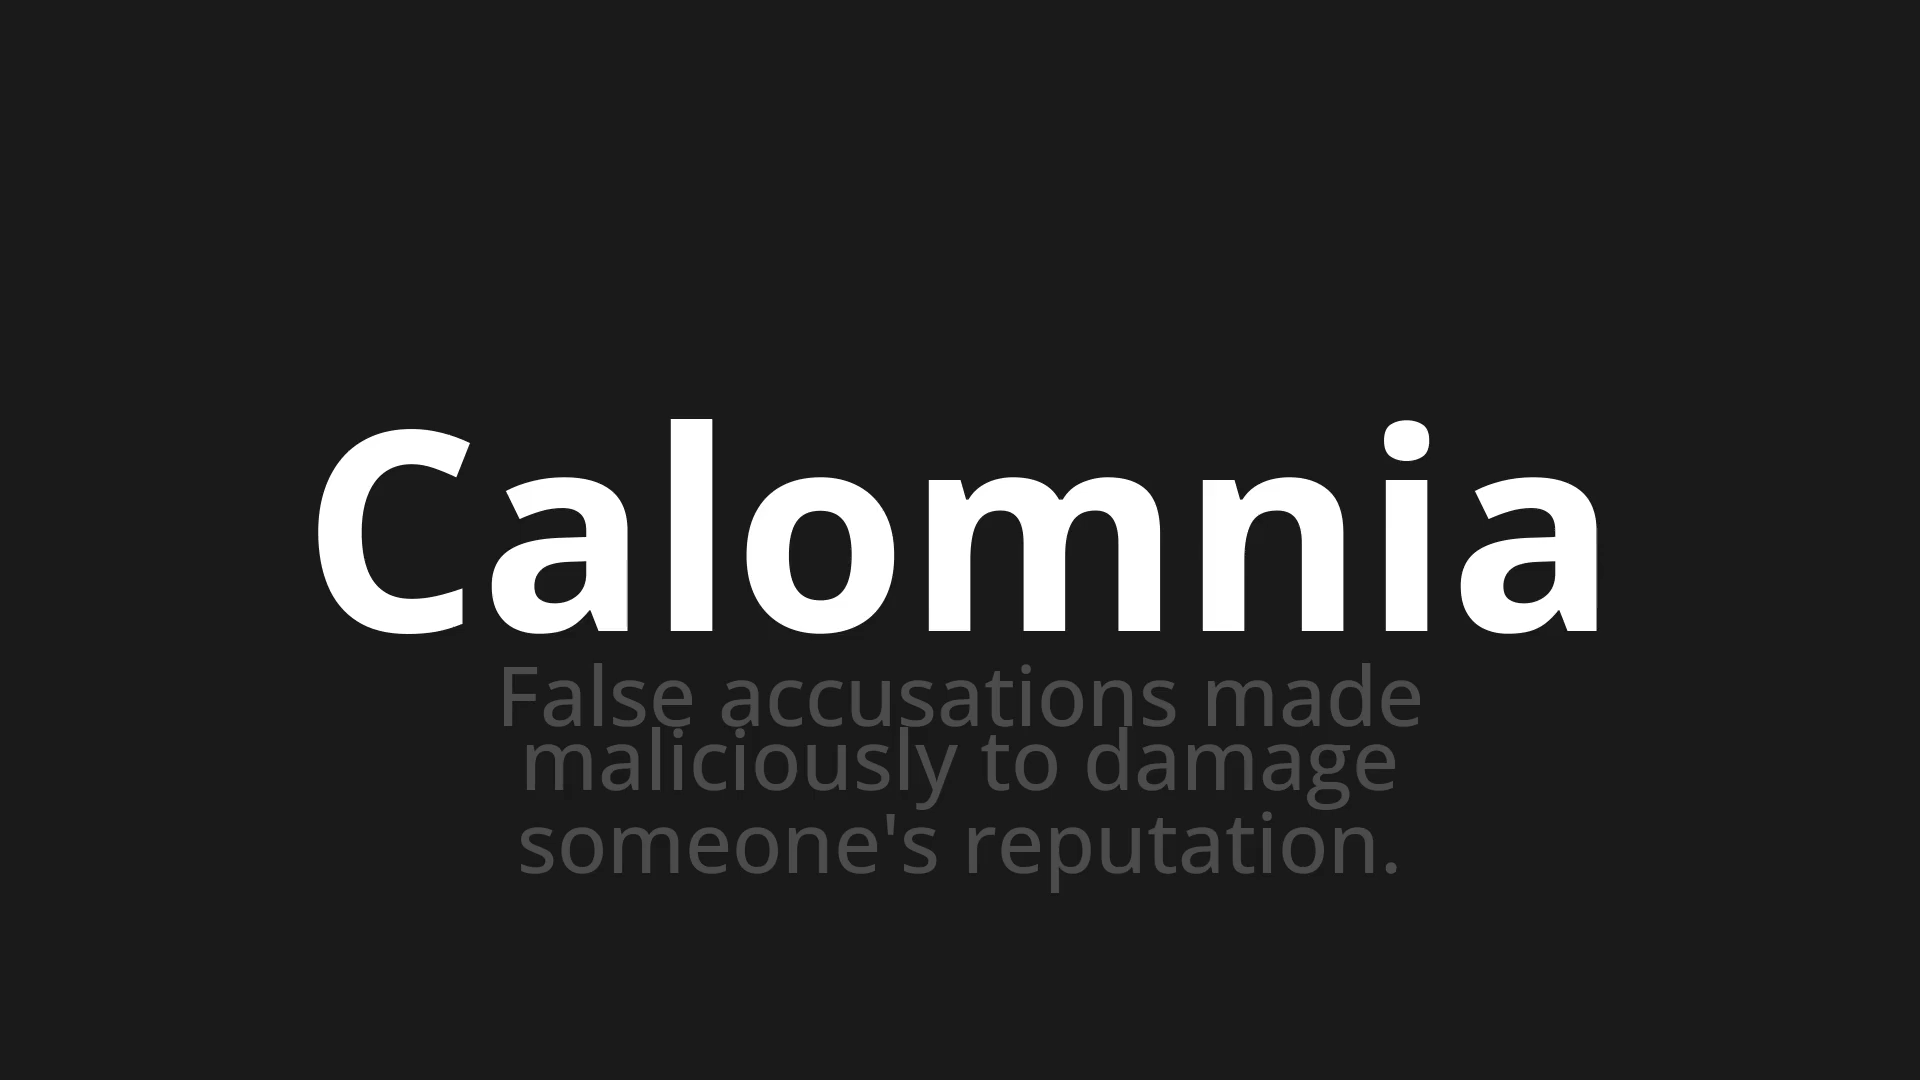 Calomnia
False accusations made
maliciously to damage
someone's reputation.